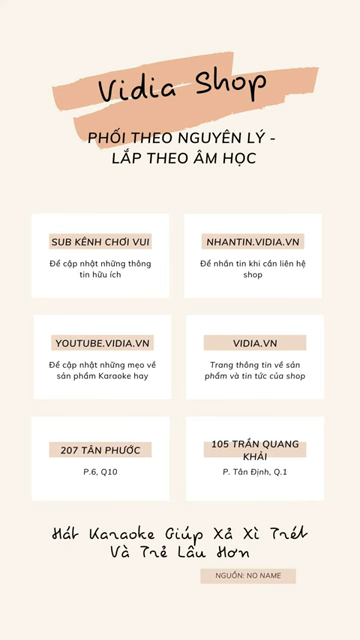 Vidia Shop
PHỐI THEO NGUYÊN LÝ -
LẮP THEO ÂM HỌC
SUB KÊNH CHƠI VUI
Để cập nhật những thông
tin hữu ích
NHANTIN.VIDIA.VN
Để nhắn tin khi cần liên hệ
shop
YOUTUBE.VIDIA.VN
Để cập nhật những mẹo về
sản phẩm Karaoke hay
VIDIA.VN
Trang thông tin về sản
phẩm và tin tức của shop
207 TÂN PHƯỚC
P.6, Q10
105 TRẦN QUANG
KHẢI
P. Tân Định, Q.1
Hát Karaoke Giúp Xả Xì Trét
Và Trẻ Lâu Hơn
NGUỒN: NO NAME